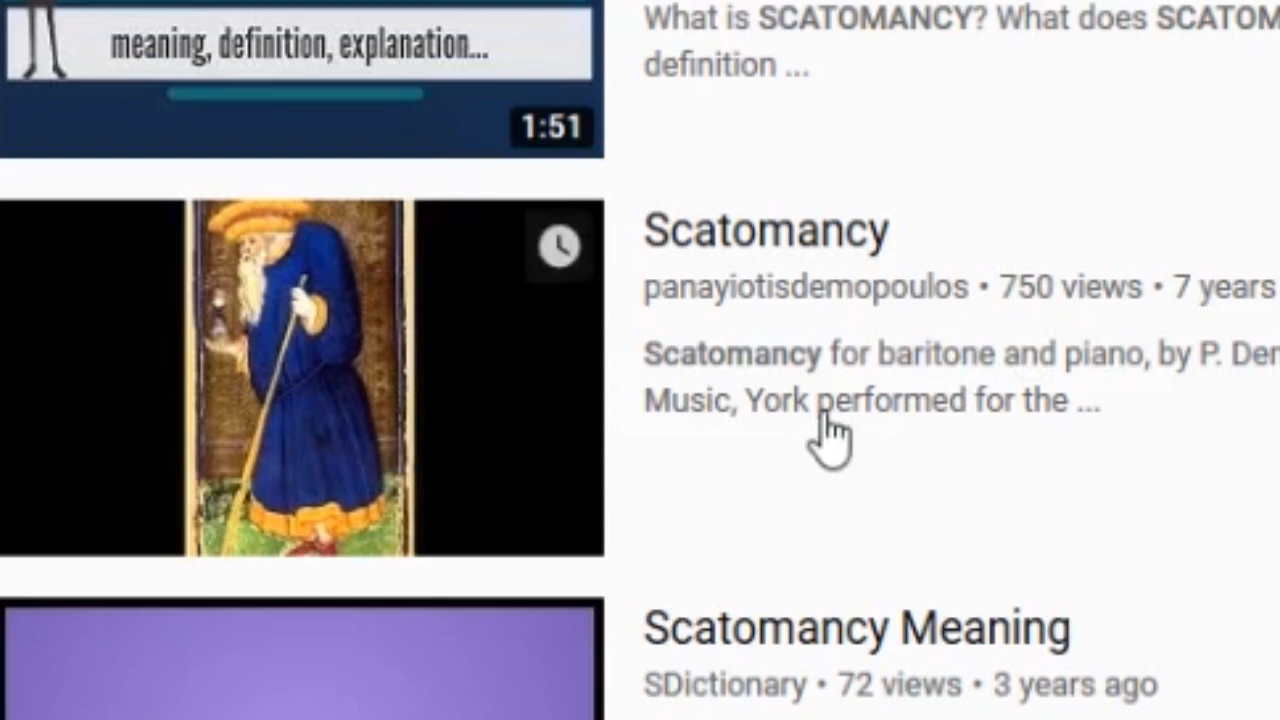 meaning, definition, explanation...
1:51
What is SCATOMANCY? What does SCATOM
definition ...
Scatomancy
panayiotisdemopoulos • 750 views • 7 years
Scatomancy for baritone and piano, by P. Dem
Music, York performed for the ...
Scatomancy Meaning
SDictionary • 72 views • 3 years ago